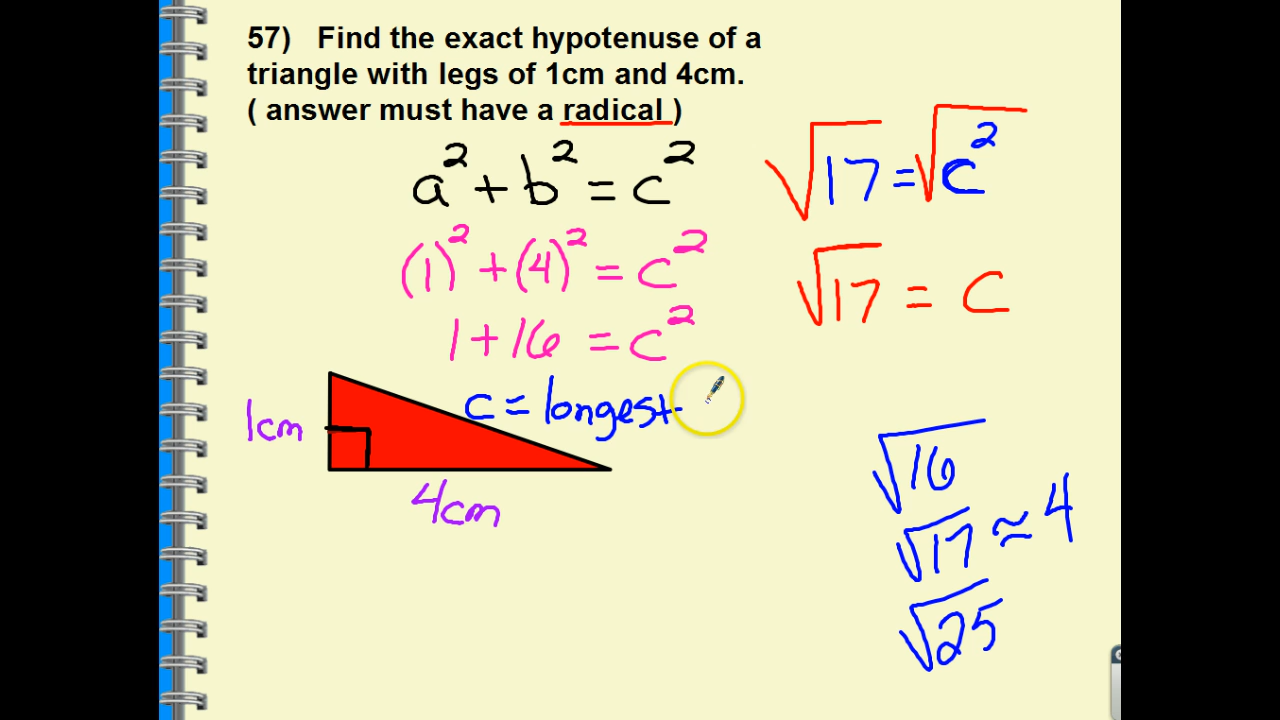 57) Find the exact hypotenuse of a
triangle with legs of 1cm and 4cm.
( answer must have a radical )
a² + b² = c²
(1)² + (4)² = c²
1 + 16 = c²
√17 = √c²
√17 = c
c = longest
1cm
4cm
√16
√17 ≈ 4
√25